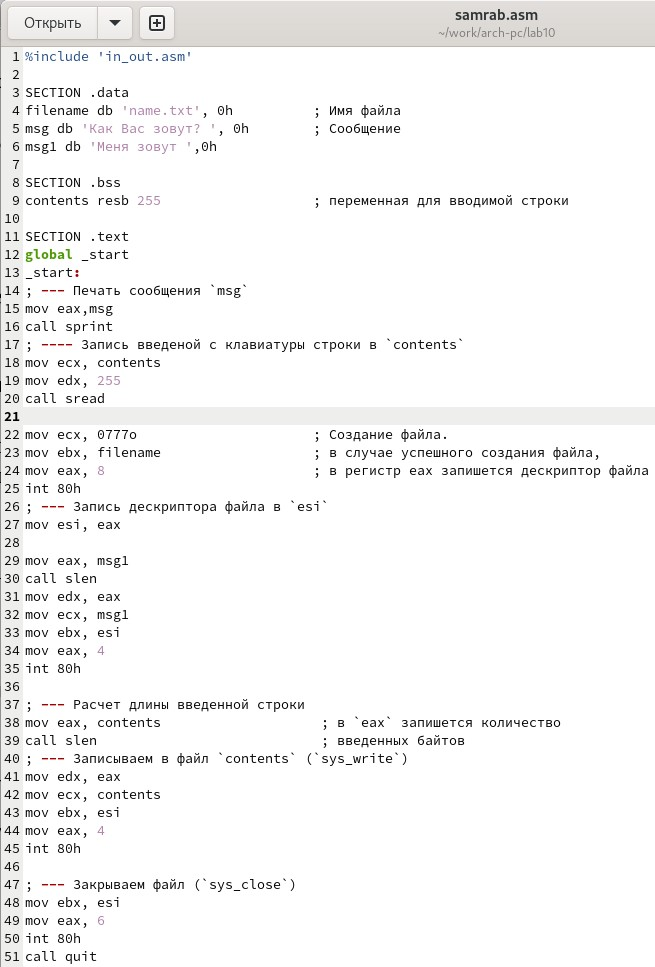 Открыть
samrab.asm
~/work/arch-pc/lab10
1 %include 'in_out.asm'
2
3 SECTION .data
4 filename db 'name.txt', 0h ; Имя файла
5 msg db 'Как Вас зовут? ', 0h ; Сообщение
6 msg1 db 'Меня зовут ',0h
7
8 SECTION .bss
9 contents resb 255 ; переменная для вводимой строки
10
11 SECTION .text
12 global _start
13 _start:
14 ; --- Печать сообщения `msg`
15 mov eax,msg
16 call sprint
17 ; ---- Запись введеной с клавиатуры строки в `contents`
18 mov ecx, contents
19 mov edx, 255
20 call sread
21
22 mov ecx, 0777o ; Создание файла.
23 mov ebx, filename ; в случае успешного создания файла,
24 mov eax, 8 ; в регистр eax запишется дескриптор файла
25 int 80h
26 ; --- Запись дескриптора файла в `esi`
27 mov esi, eax
28
29 mov eax, msg1
30 call slen
31 mov edx, eax
32 mov ecx, msg1
33 mov ebx, esi
34 mov eax, 4
35 int 80h
36
37 ; --- Расчет длины введенной строки
38 mov eax, contents ; в `eax` запишется количество
39 call slen ; введенных байтов
40 ; --- Записываем в файл `contents` (`sys_write`)
41 mov edx, eax
42 mov ecx, contents
43 mov ebx, esi
44 mov eax, 4
45 int 80h
46
47 ; --- Закрываем файл (`sys_close`)
48 mov ebx, esi
49 mov eax, 6
50 int 80h
51 call quit